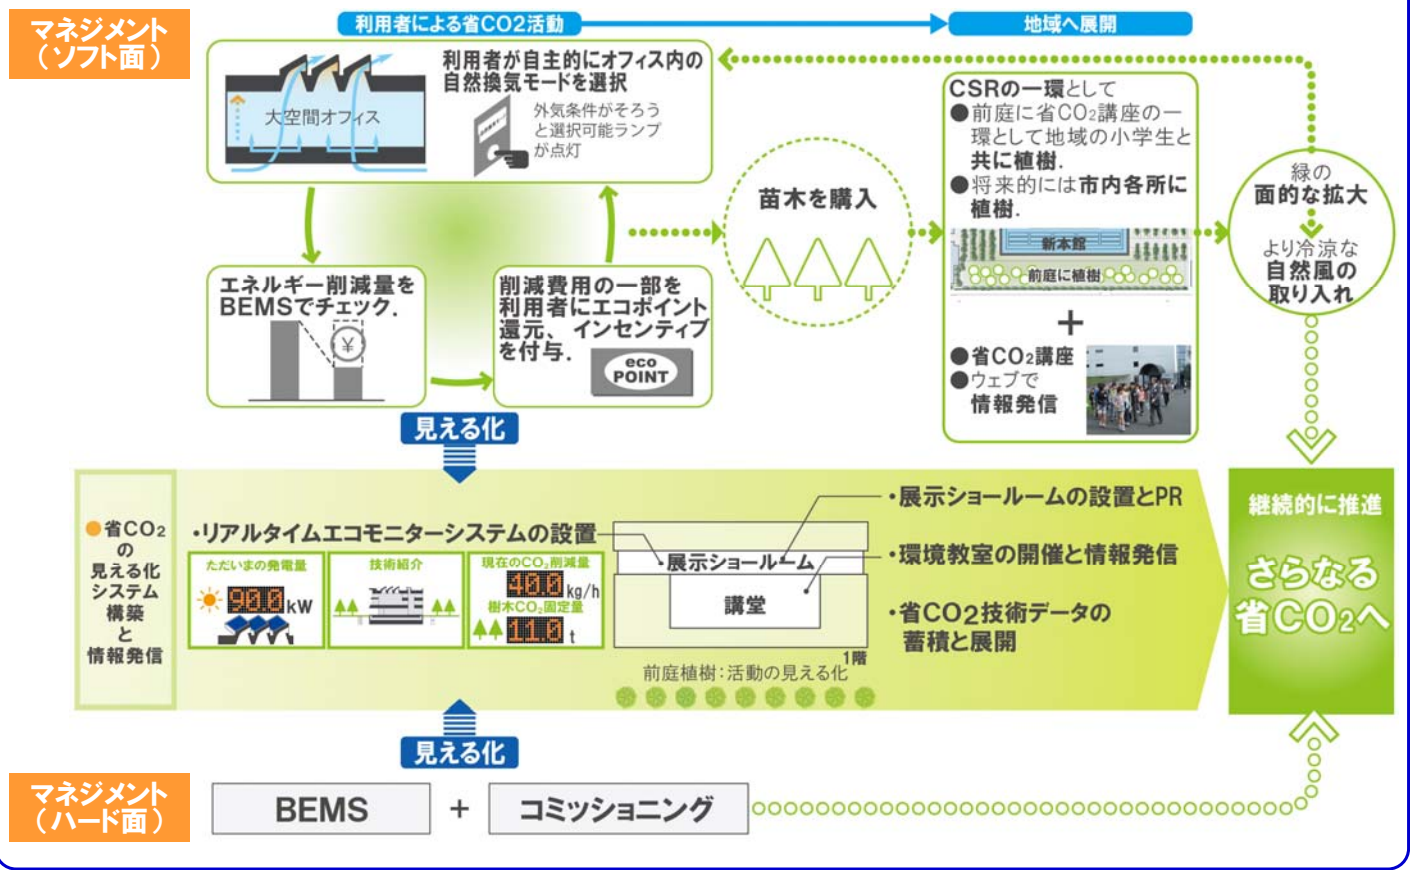 マネジメント
（ソフト面）
利用者による省CO2活動
地域へ展開
利用者が自主的にオフィス内の
自然換気モードを選択
大空間オフィス
外気条件がそろう
と選択可能ランプ
が点灯
エネルギー削減量を
BEMSでチェック．
¥
削減費用の一部を
利用者にエコポイント
還元、インセンティブ
を付与．
eco
POINT
苗木を購入
CSRの一環として
●前庭に省CO2講座の一
環として地域の小学生と
共に植樹．
●将来的には市内各所に
植樹．
新本館
前庭に植樹
＋
●省CO2講座
●ウェブで
情報発信
緑の
面的な拡大
より冷涼な
自然風の
取り入れ
見える化
●省CO2
の
見える化
システム
構築
と
情報発信
・リアルタイムエコモニターシステムの設置
ただいまの発電量
90.0kW
技術紹介
現在のCO2削減量
40.0kg/h
樹木CO2固定量
11.0t
・展示ショールーム
講堂
1階
前庭植樹：活動の見える化
・展示ショールームの設置とPR
・環境教室の開催と情報発信
・省CO2技術データの
蓄積と展開
継続的に推進
さらなる
省CO2へ
見える化
マネジメント
（ハード面）
BEMS
＋
コミッショニング